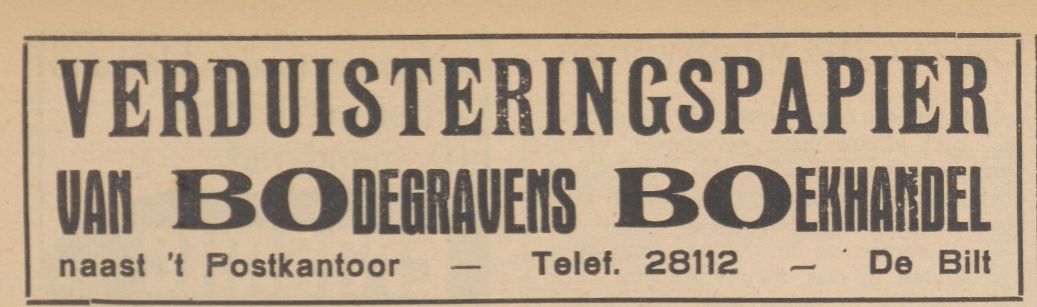 VERDUISTERINGSPAPIER
VAN BODEGRAVENS BOEKHANDEL
naast 't Postkantoor — Telef. 28112 — De Bilt